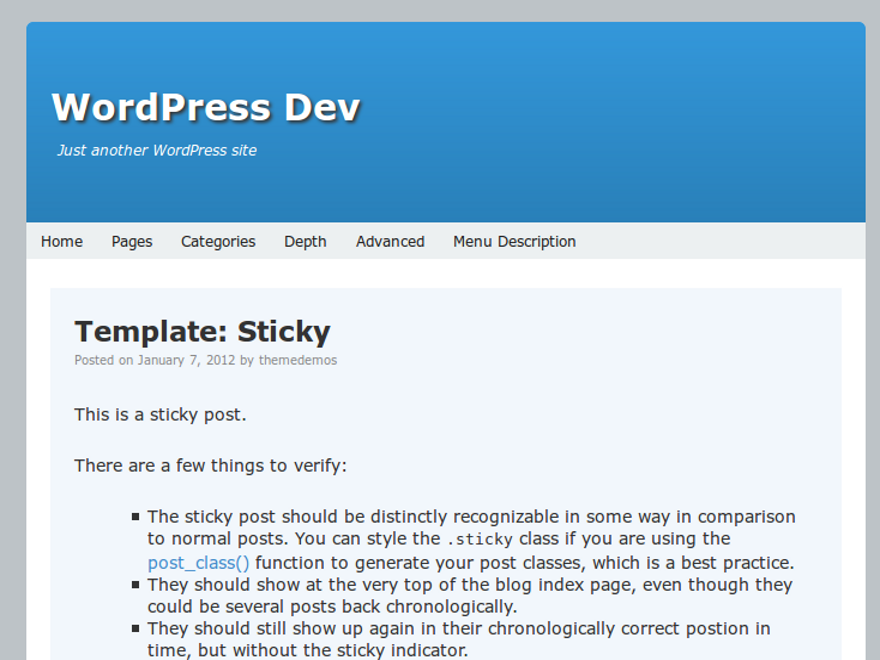 WordPress Dev
Just another WordPress site
Home Pages Categories Depth Advanced Menu Description
Template: Sticky
Posted on January 7, 2012 by themedemos
This is a sticky post.
There are a few things to verify:
The sticky post should be distinctly recognizable in some way in comparison
to normal posts. You can style the .sticky class if you are using the
post_class() function to generate your post classes, which is a best practice.
They should show at the very top of the blog index page, even though they
could be several posts back chronologically.
They should still show up again in their chronologically correct postion in
time, but without the sticky indicator.